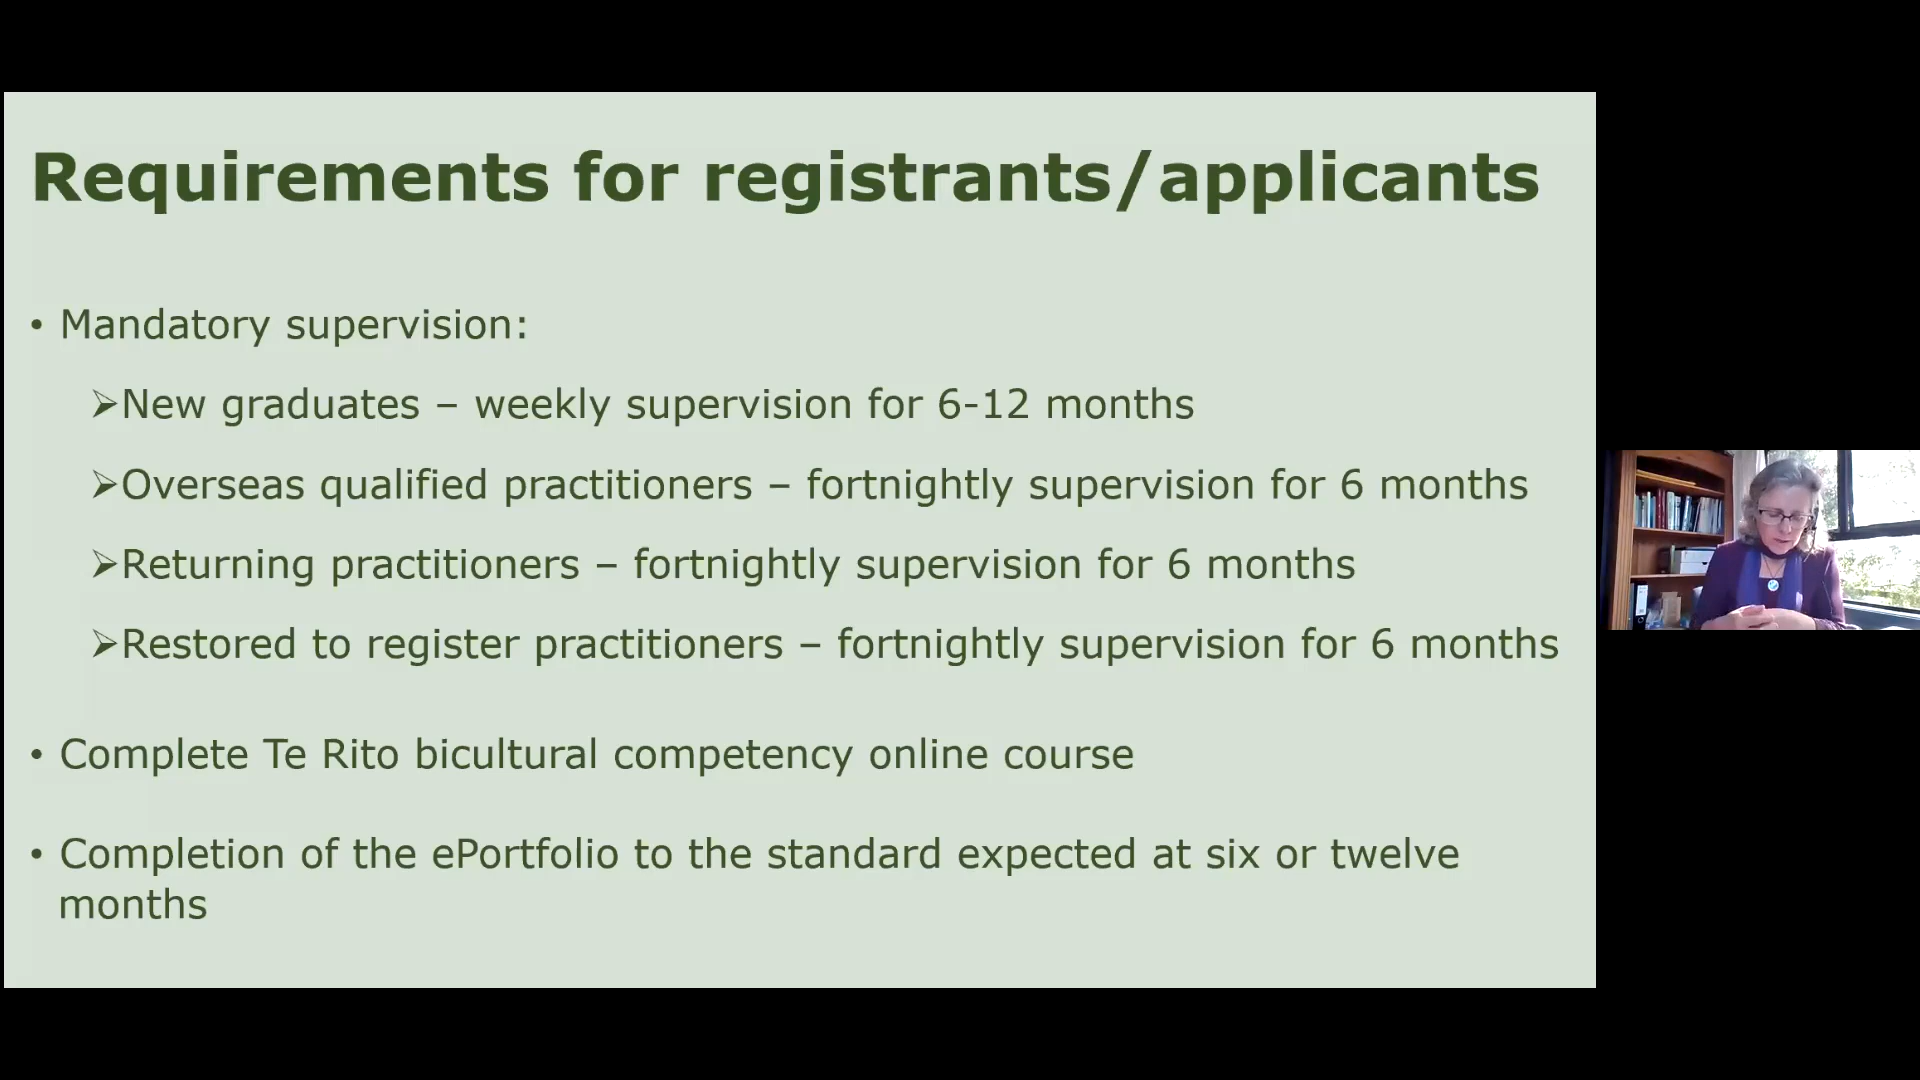 Requirements for registrants/applicants
• Mandatory supervision:
➢New graduates – weekly supervision for 6-12 months
➢Overseas qualified practitioners – fortnightly supervision for 6 months
➢Returning practitioners – fortnightly supervision for 6 months
➢Restored to register practitioners – fortnightly supervision for 6 months
• Complete Te Rito bicultural competency online course
• Completion of the ePortfolio to the standard expected at six or twelve
months